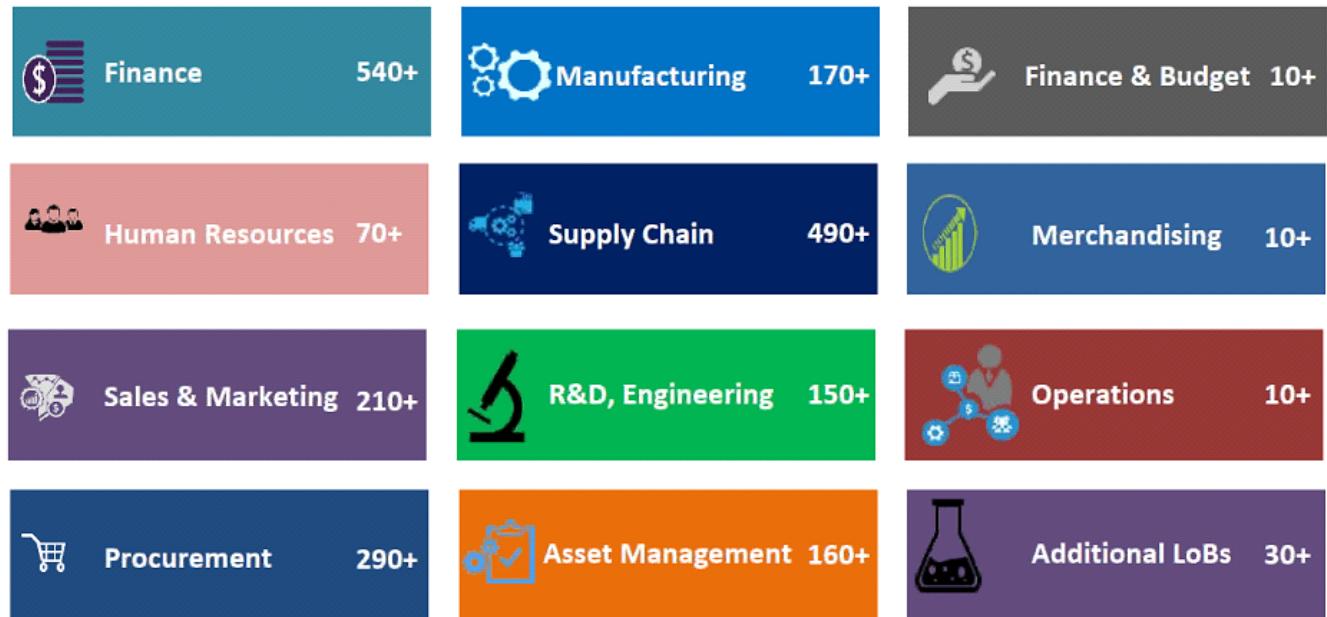 Finance 540+
Manufacturing 170+
Finance & Budget 10+
Human Resources 70+
Supply Chain 490+
Merchandising 10+
Sales & Marketing 210+
R&D, Engineering 150+
Operations 10+
Procurement 290+
Asset Management 160+
Additional LoBs 30+